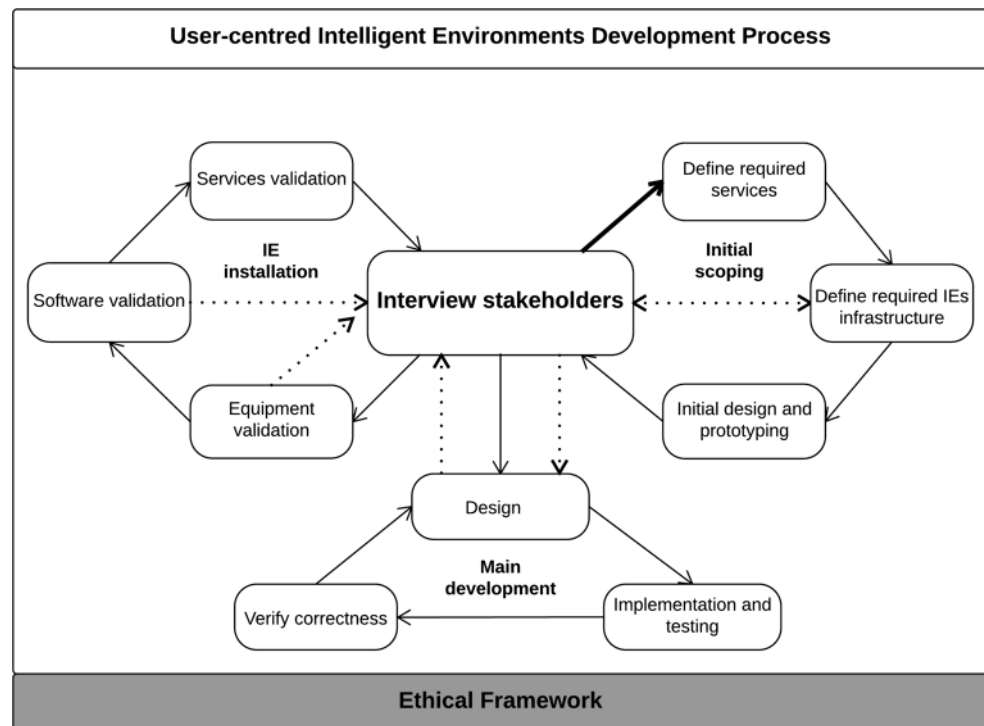 User-centred Intelligent Environments Development Process
Services validation
Define required
services
IE
installation
Initial
scoping
Software validation
Interview stakeholders
Define required IEs
infrastructure
Equipment
validation
Initial design and
prototyping
Design
Main
development
Verify correctness
Implementation and
testing
Ethical Framework